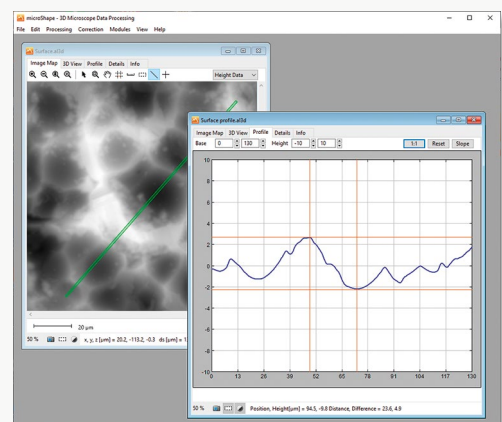 microShape - 3D Microscope Data Processing
File Edit Processing Correction Modules View Help
Surface.al3d
Image Map 3D View Profile Details Info
Height Data
20 µm
50 % x, y, z [µm] = 20.2, -113.2, -0.3 ds [µm] = 1
Surface profile.al3d
Image Map 3D View Profile Details Info
Base 0 130 Height -10 10 1:1 Reset Slope
10
8
6
4
2
0
-2
-4
-6
-8
-10
0 13 26 39 52 65 78 91 104 117 130
50 % Position, Height[µm] = 94.5, -9.8 Distance, Difference = 23.6, 4.9